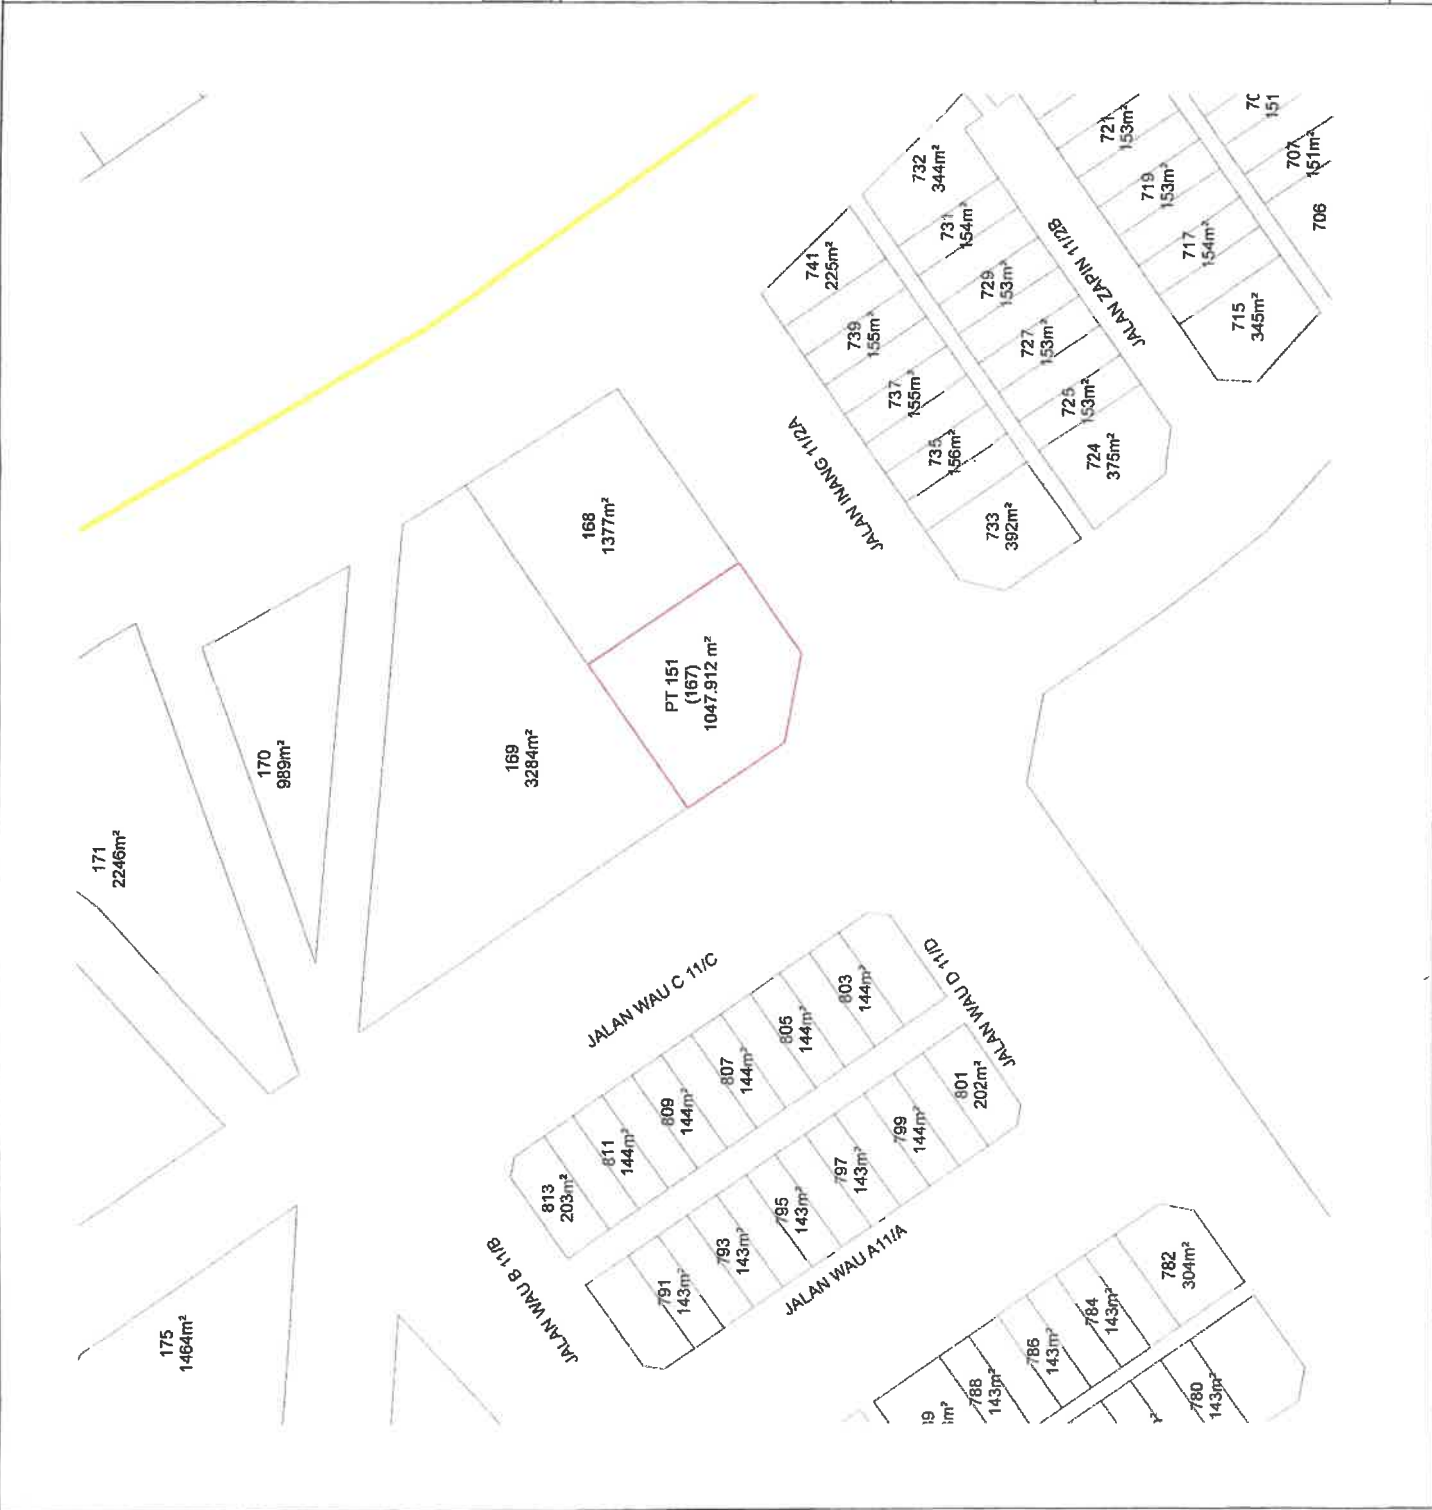 171
2246m²
170
989m²
175
1464m²
169
3284m²
168
1377m²
PT 151
(167)
1047.912 m²
741
225m²
739
155m²
737
155m²
735
156m²
733
392m²
732
344m²
731
154m²
729
153m²
727
153m²
725
153m²
724
375m²
721
153m²
719
153m²
717
154m²
715
345m²
151
707
151m²
706
JALAN INANG 11/2A
JALAN ZAPIN 11/2B
JALAN WAU C 11/C
JALAN WAU D 11/D
JALAN WAU B 11/B
JALAN WAU A11/A
813
203m²
811
144m²
809
144m²
807
144m²
805
144m²
803
144m²
801
202m²
799
144m²
797
143m²
795
143m²
793
143m²
791
143m²
782
304m²
784
143m²
786
143m²
788
143m²
780
143m²